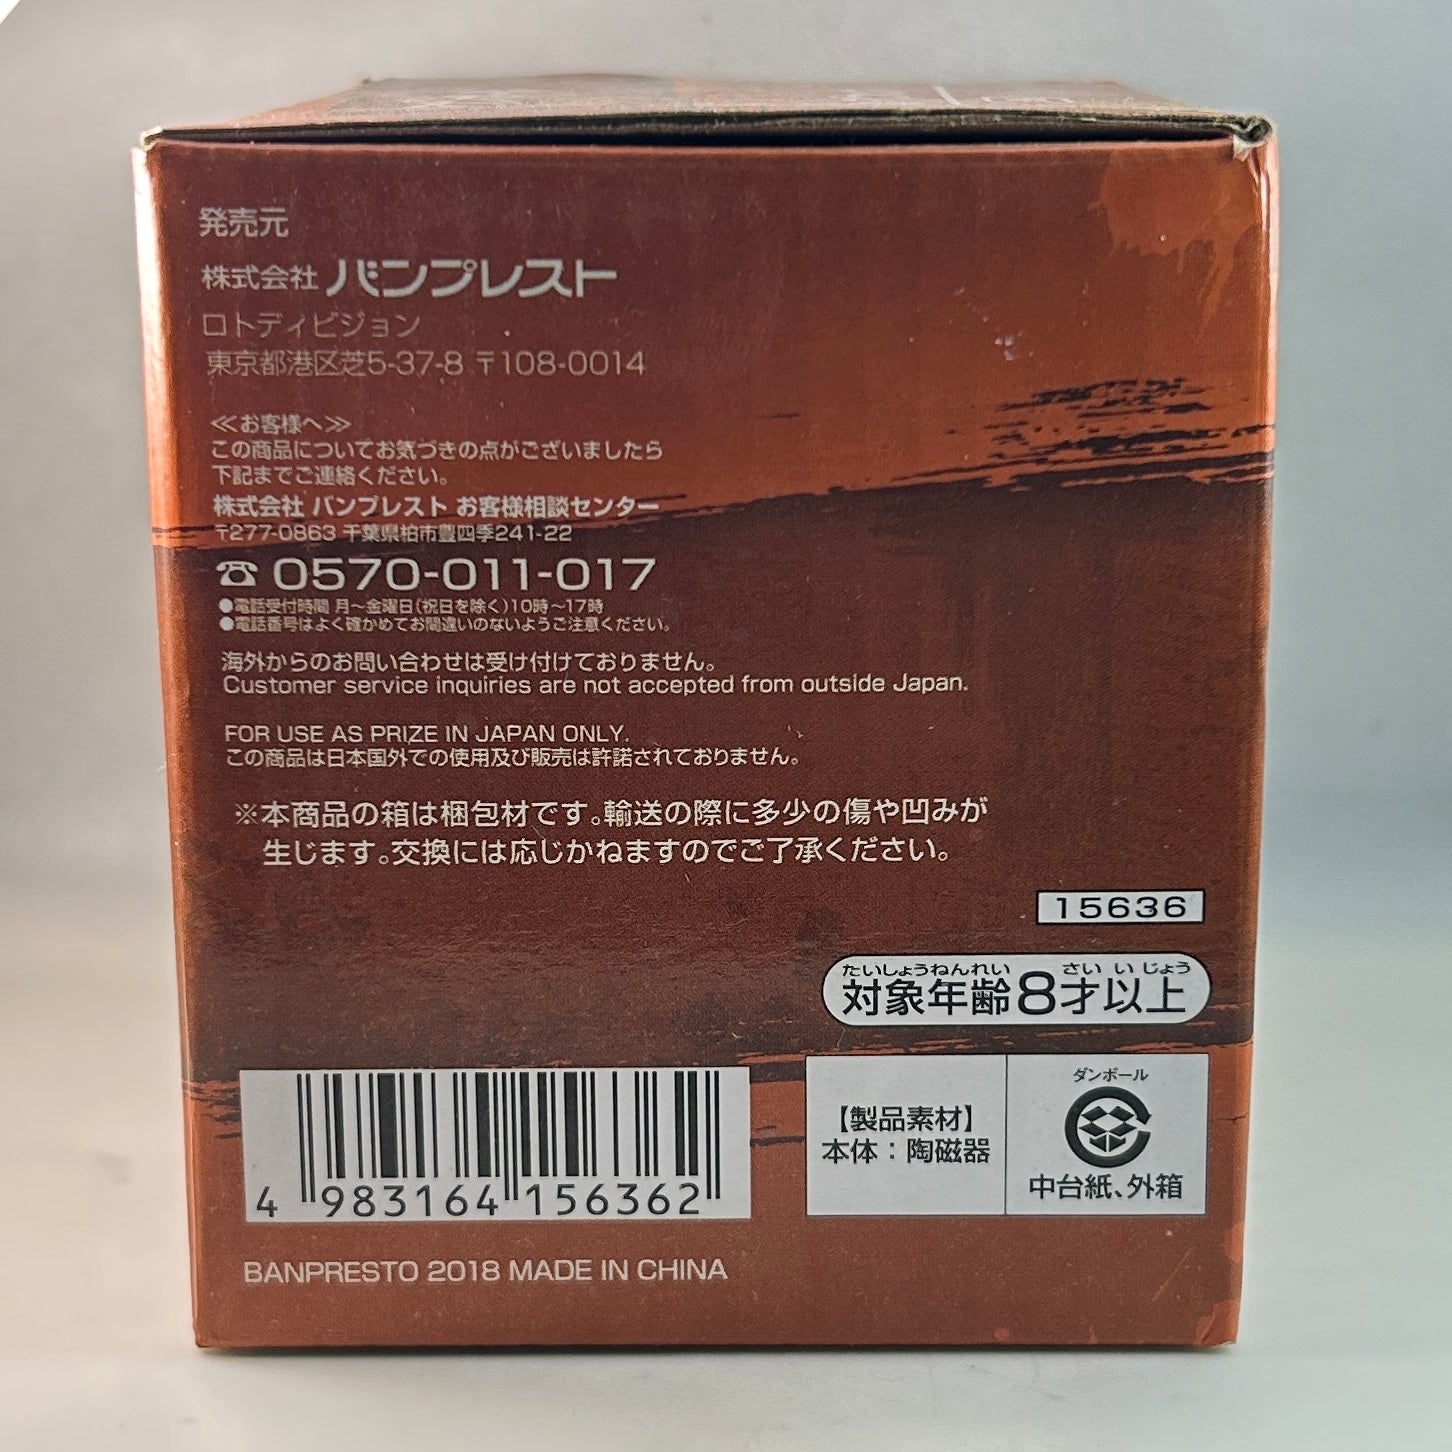 発売元
株式会社 バンプレスト
ロトディビジョン
東京都港区芝5-37-8 〒108-0014
≪お客様へ≫
この商品についてお気づきの点がございましたら
下記までご連絡ください。
株式会社 バンプレスト お客様相談センター
〒277-0863 千葉県柏市豊四季241-22
☎ 0570-011-017
●電話受付時間 月〜金曜日(祝日を除く)10時〜17時
●電話番号はよく確かめてお間違いのないようご注意ください。
海外からのお問い合わせは受け付けておりません。
Customer service inquiries are not accepted from outside Japan.
FOR USE AS PRIZE IN JAPAN ONLY.
この商品は日本国外での使用及び販売は許諾されておりません。
※本商品の箱は梱包材です。輸送の際に多少の傷や凹みが
生じます。交換には応じかねますのでご了承ください。
15636
たいしょうねんれい さい い じょう
対象年齢8才以上
4 983164 156362
【製品素材】
本体：陶磁器
ダンボール
中台紙、外箱
BANPRESTO 2018 MADE IN CHINA